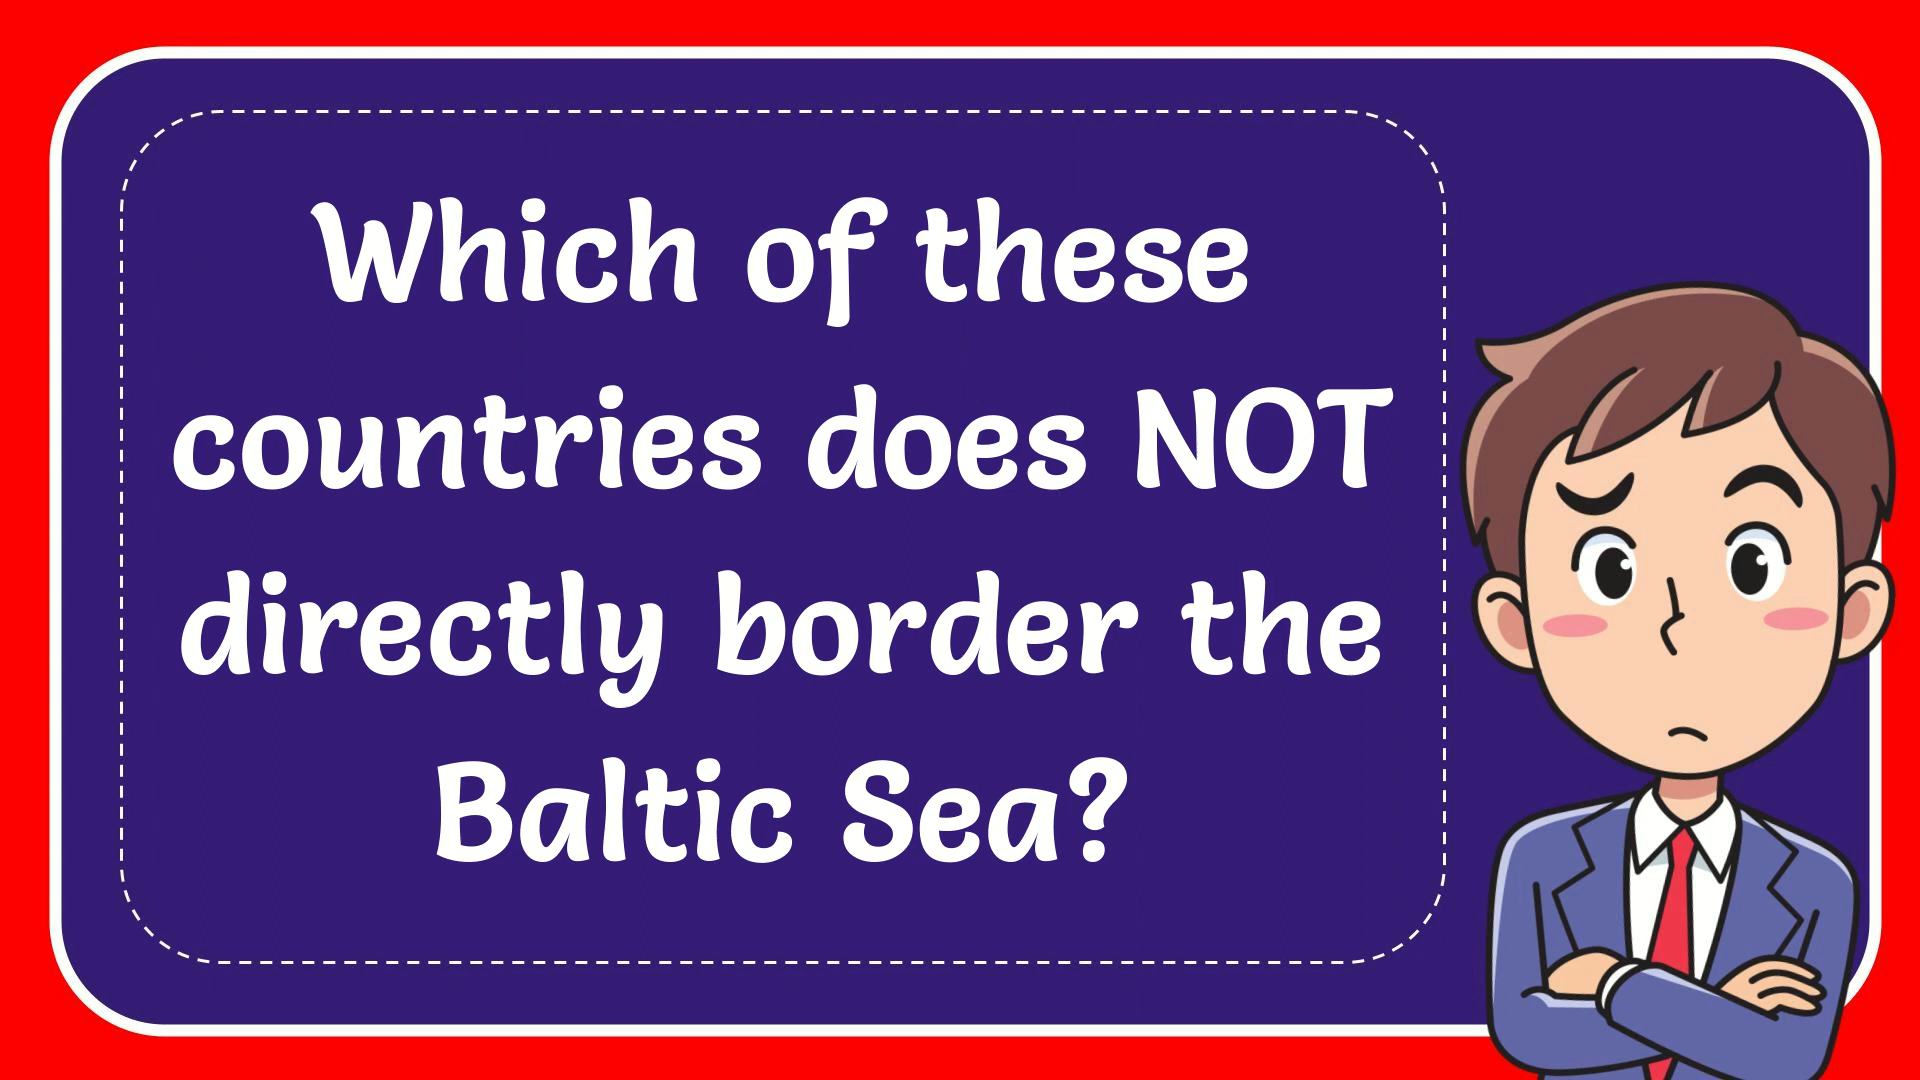 Which of these
countries does NOT
directly border the
Baltic Sea?